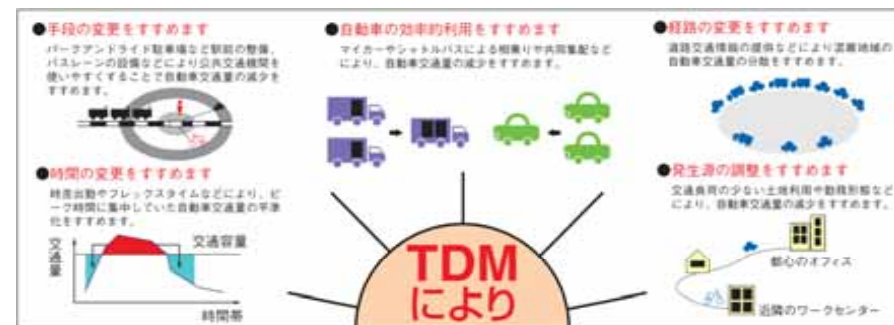 ●手段の変更をすすめます
パークアンドライド駐車場など駅前の整備、
バスレーンの設備などにより公共交通機関を
使いやすくすることで自動車交通量の減少を
すすめます。
●時間の変更をすすめます
時差出勤やフレックスタイムなどにより、ピ
ーク時間に集中していた自動車交通量の平準
化をすすめます。
交通量
交通容量
時間帯
●自動車の効率的利用をすすめます
マイカーやシャトルバスによる相乗りや共同集配など
により、自動車交通量の減少をすすめます。
TDM
により
●経路の変更をすすめます
道路交通情報の提供などにより混雑地域の
自動車交通量の分散をすすめます。
●発生源の調整をすすめます
交通負荷の少ない土地利用や勤務形態など
により、自動車交通量の減少をすすめます。
都心のオフィス
近隣のワークセンター